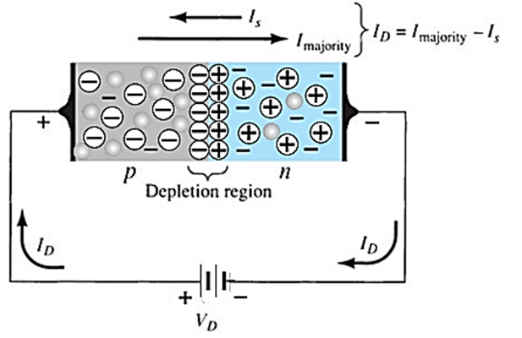 I_s
I_majority } I_D = I_majority − I_s
+ −
p n
Depletion region
I_D I_D
+ −
V_D